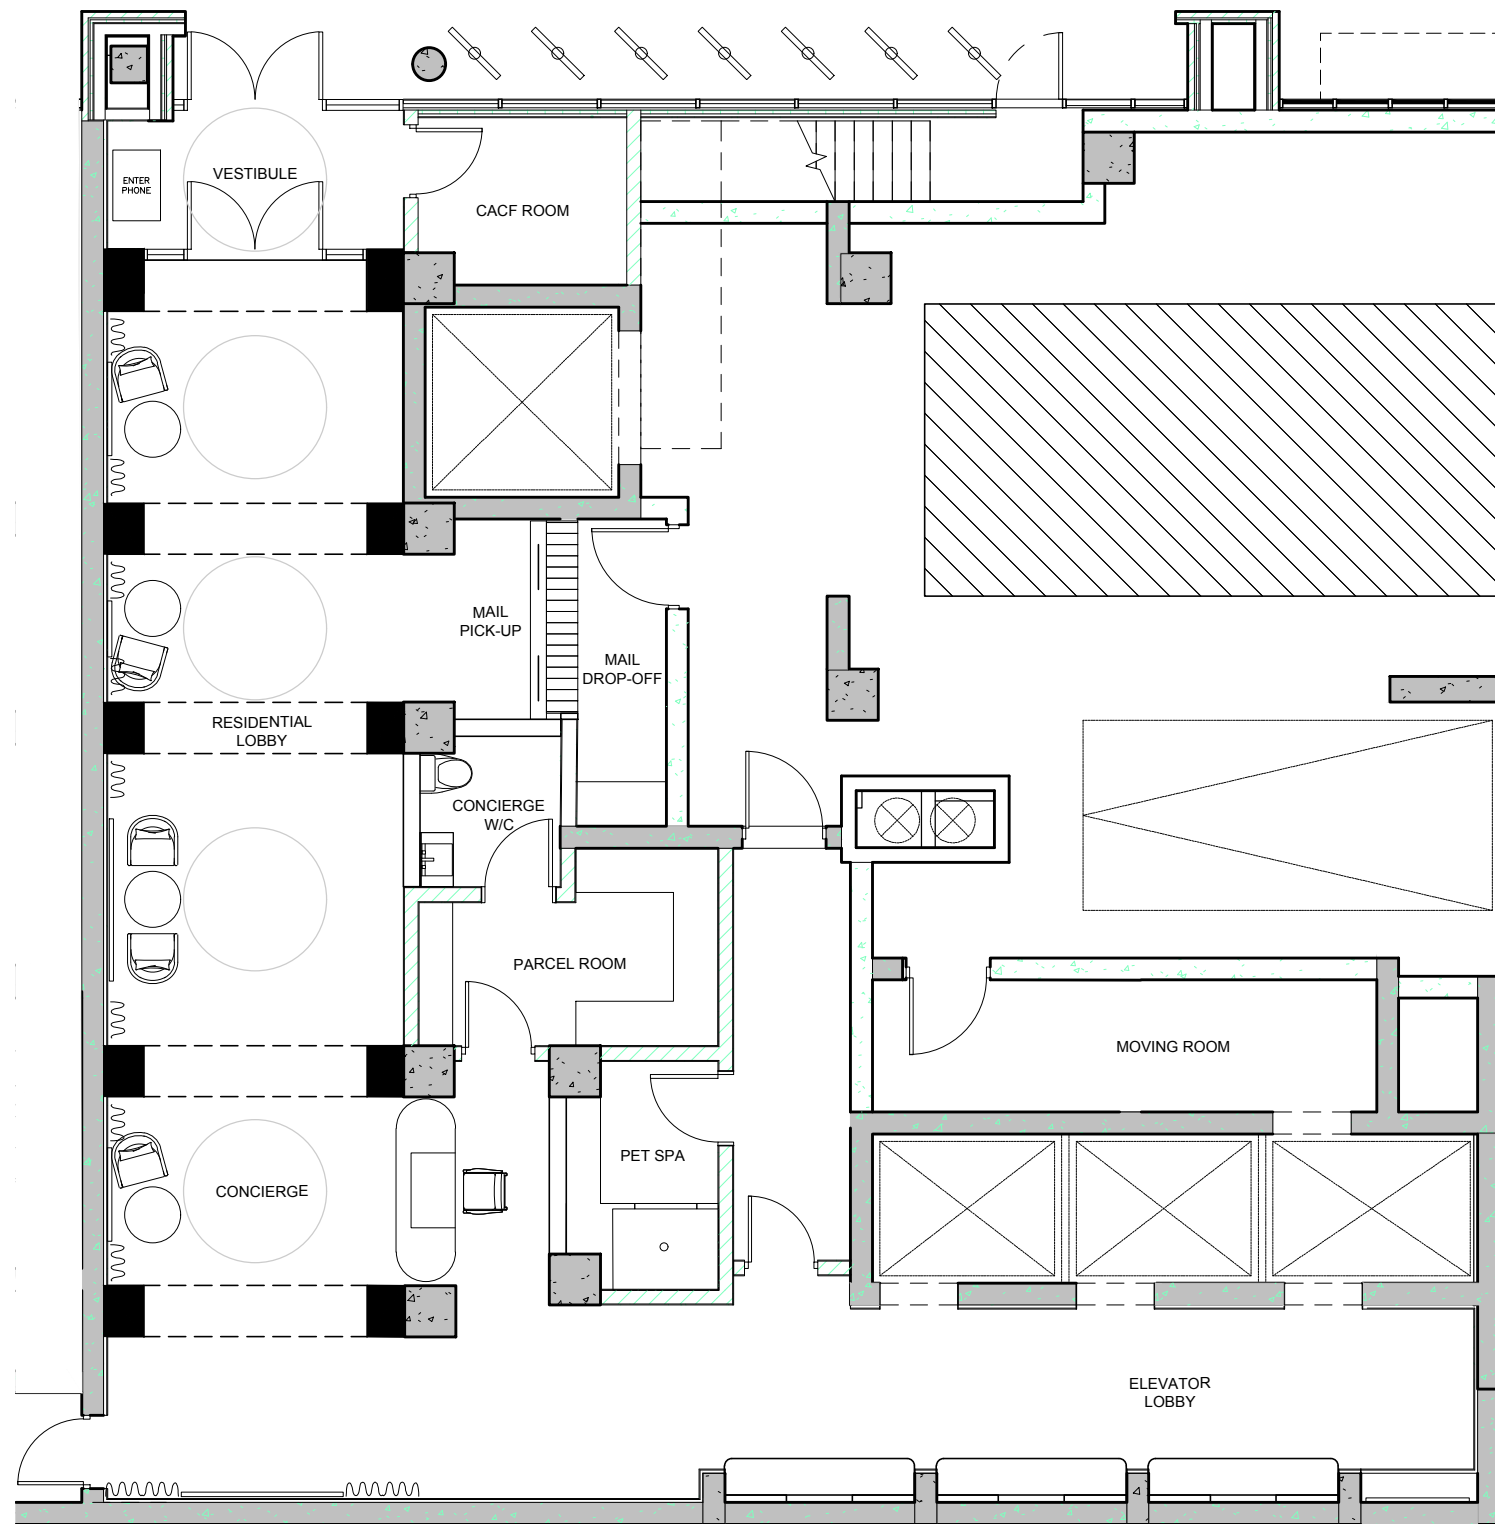 ENTER
PHONE
VESTIBULE
CACF ROOM
MAIL
PICK-UP
MAIL
DROP-OFF
RESIDENTIAL
LOBBY
CONCIERGE
W/C
PARCEL ROOM
MOVING ROOM
PET SPA
CONCIERGE
ELEVATOR
LOBBY